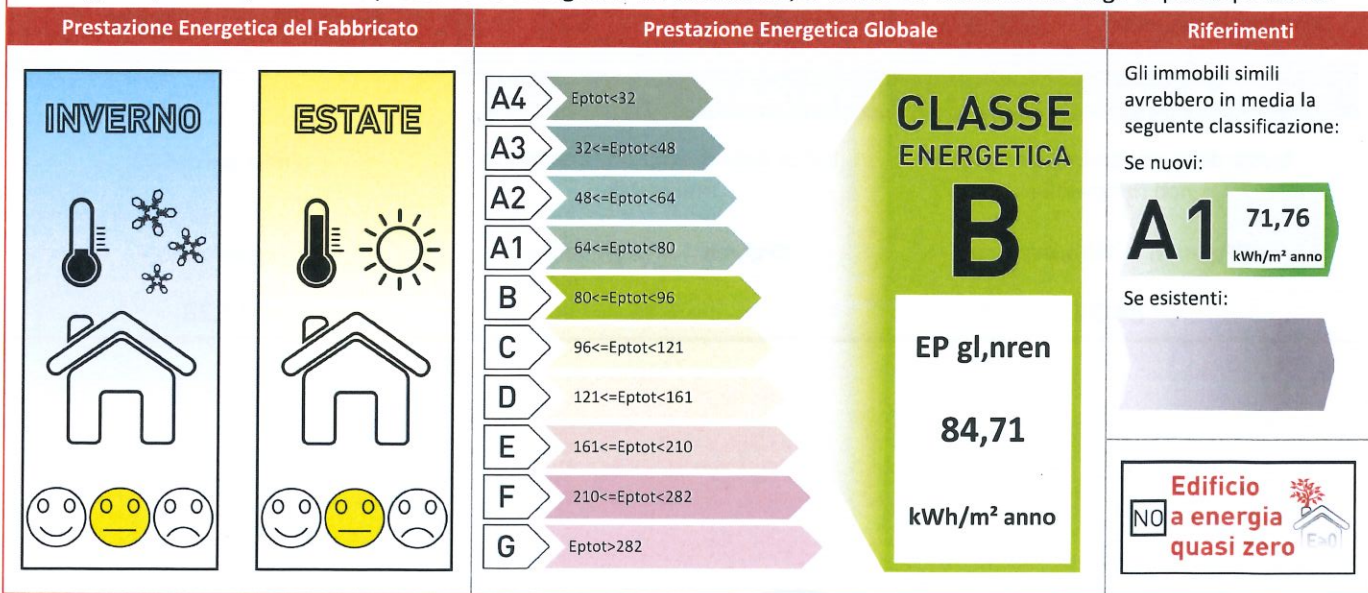 Prestazione Energetica del Fabbricato
Prestazione Energetica Globale
Riferimenti
INVERNO
ESTATE
A4 Eptot<32
A3 32<=Eptot<48
A2 48<=Eptot<64
A1 64<=Eptot<80
B 80<=Eptot<96
C 96<=Eptot<121
D 121<=Eptot<161
E 161<=Eptot<210
F 210<=Eptot<282
G Eptot>282
CLASSE
ENERGETICA
B
EP gl,nren
84,71
kWh/m² anno
Gli immobili simili
avrebbero in media la
seguente classificazione:
Se nuovi:
A1 71,76
kWh/m² anno
Se esistenti:
NO
Edificio
a energia
quasi zero